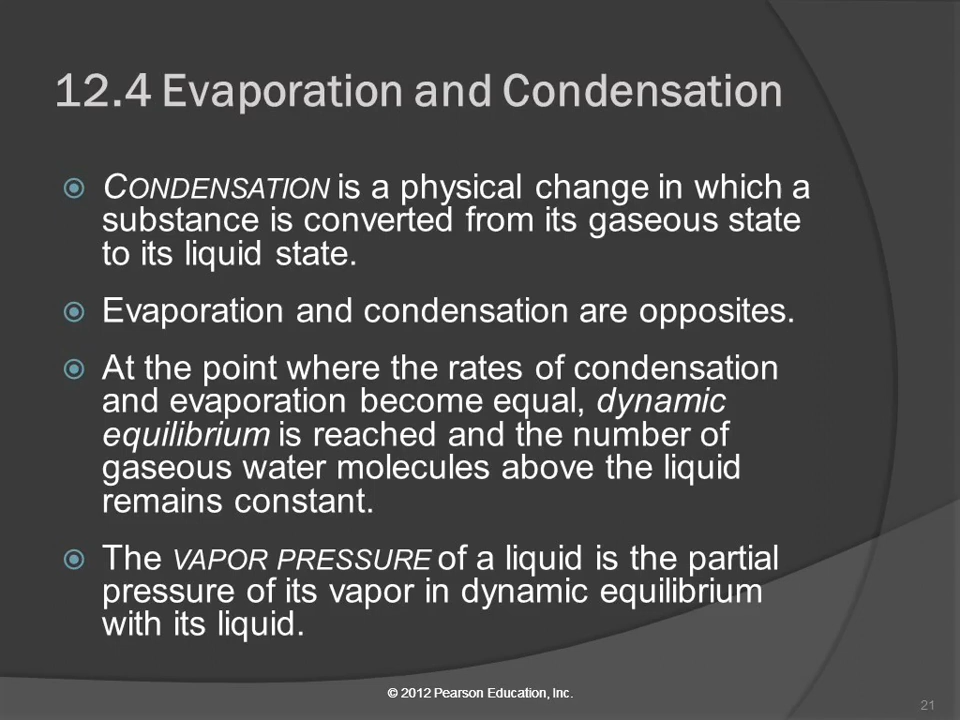 12.4 Evaporation and Condensation
CONDENSATION is a physical change in which a
substance is converted from its gaseous state
to its liquid state.
Evaporation and condensation are opposites.
At the point where the rates of condensation
and evaporation become equal, dynamic
equilibrium is reached and the number of
gaseous water molecules above the liquid
remains constant.
The VAPOR PRESSURE of a liquid is the partial
pressure of its vapor in dynamic equilibrium
with its liquid.
© 2012 Pearson Education, Inc.
21